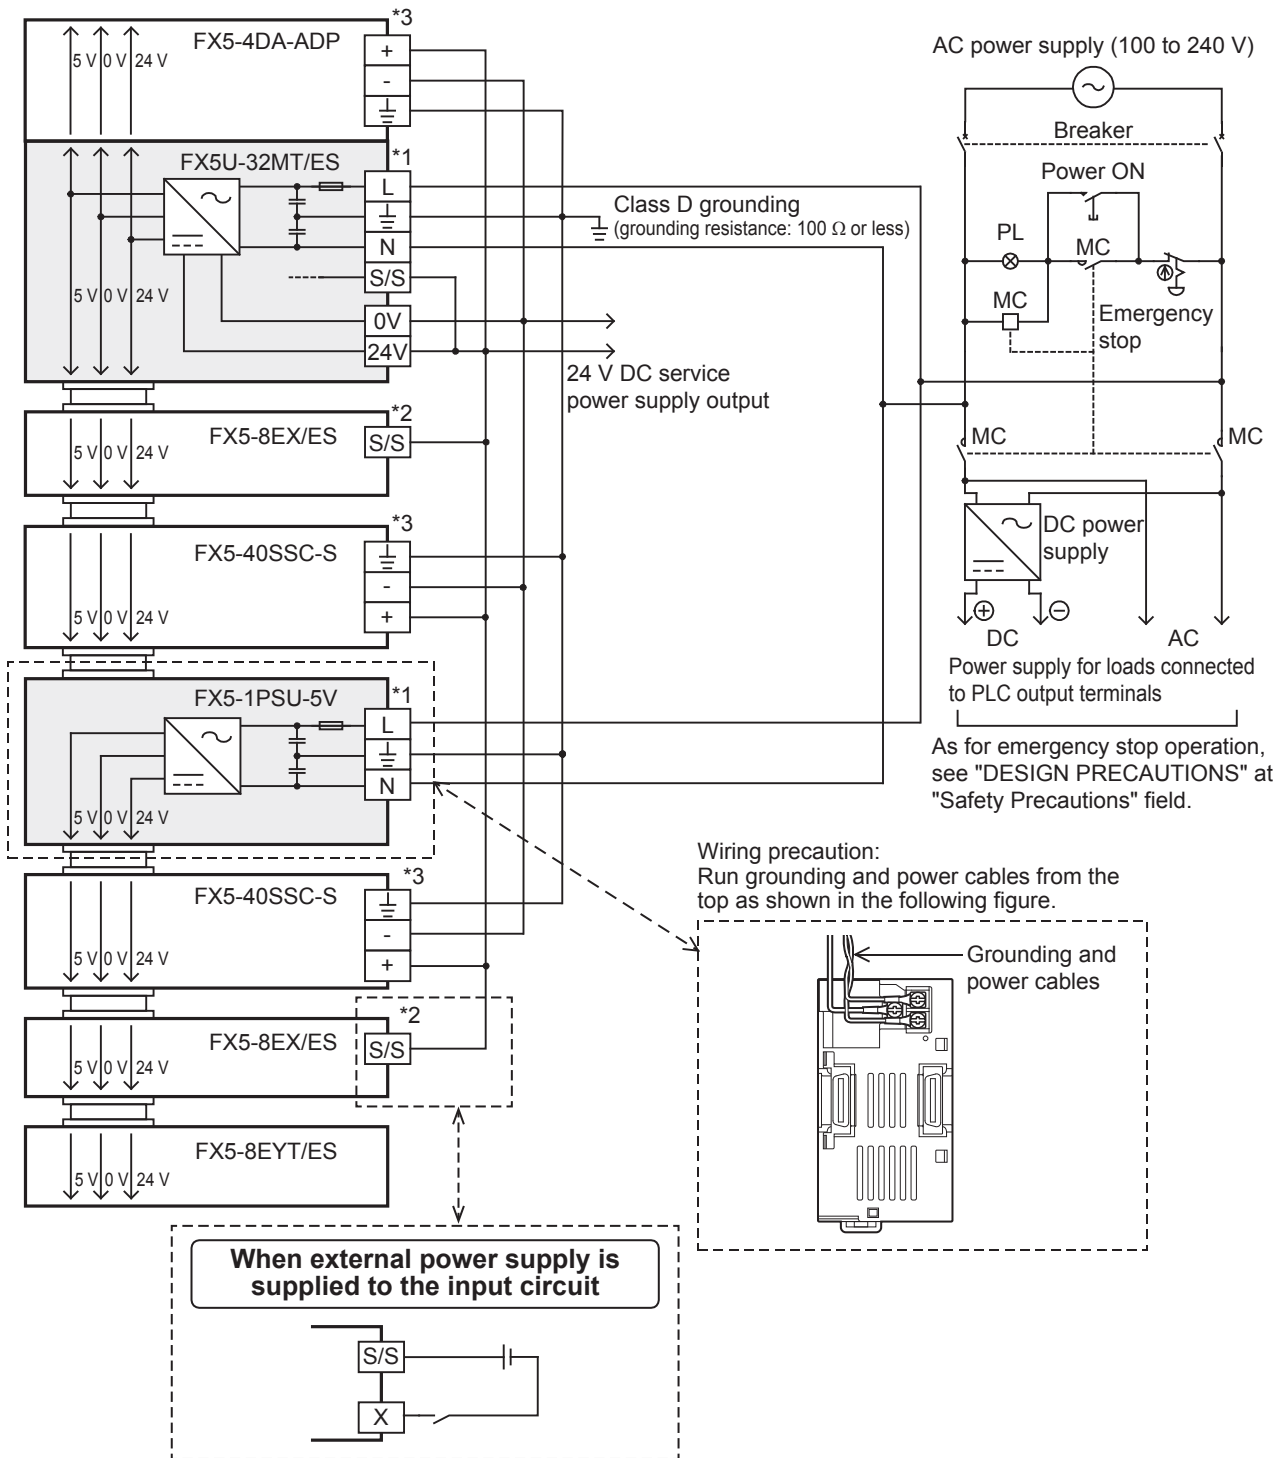 *3
FX5-4DA-ADP
5 V 0 V 24 V
+
-
AC power supply (100 to 240 V)
Breaker
Power ON
PL
MC
MC
Emergency
stop
*1
FX5U-32MT/ES
L
N
S/S
0V
24V
5 V 0 V 24 V
Class D grounding
(grounding resistance: 100 Ω or less)
24 V DC service
power supply output
*2
FX5-8EX/ES
S/S
5 V 0 V 24 V
MC
MC
DC power
supply
+
-
DC
AC
Power supply for loads connected
to PLC output terminals
As for emergency stop operation,
see "DESIGN PRECAUTIONS" at
"Safety Precautions" field.
*3
FX5-40SSC-S
-
+
5 V 0 V 24 V
*1
FX5-1PSU-5V
L
N
5 V 0 V 24 V
Wiring precaution:
Run grounding and power cables from the
top as shown in the following figure.
Grounding and
power cables
*3
FX5-40SSC-S
-
+
5 V 0 V 24 V
*2
FX5-8EX/ES
S/S
5 V 0 V 24 V
FX5-8EYT/ES
5 V 0 V 24 V
When external power supply is
supplied to the input circuit
S/S
X